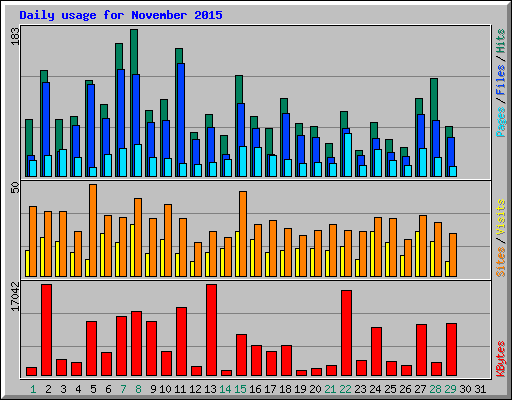 Daily usage for November 2015
183
Pages / Files / Hits
50
Sites / Visits
17042
KBytes
1 2 3 4 5 6 7 8 9 10 11 12 13 14 15 16 17 18 19 20 21 22 23 24 25 26 27 28 29 30 31